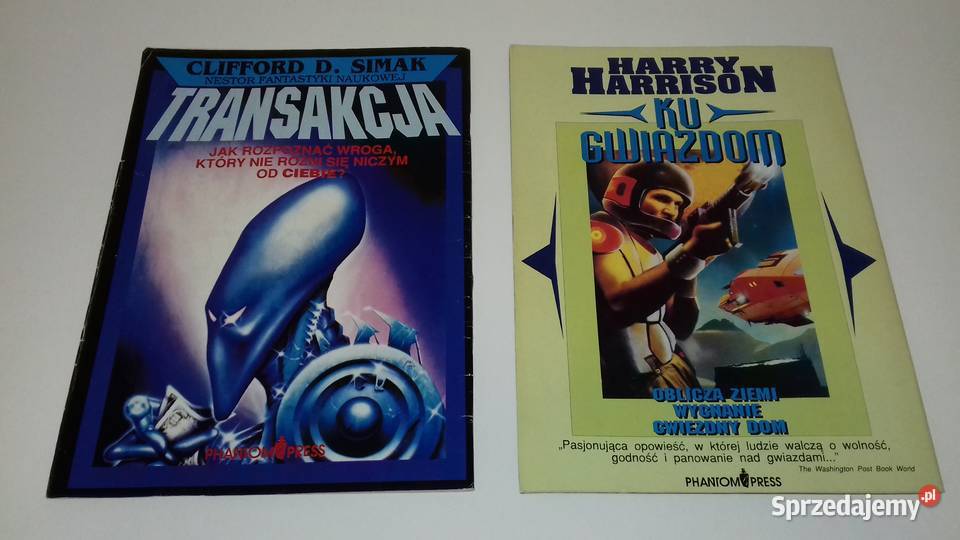 CLIFFORD D. SIMAK
NESTOR FANTASTYKI NAUKOWEJ
TRANSAKCJA
JAK ROZPOZNAĆ WROGA,
KTÓRY NIE RÓŻNI SIĘ NICZYM
OD CIEBIE?
PHANTOM PRESS
HARRY
HARRISON
KU
GWIAZDOM
OBLICZA ZIEMI
WYGNANIE
GWIEZDNY DOM
„Pasjonująca opowieść, w której ludzie walczą o wolność,
godność i panowanie nad gwiazdami..."
The Washington Post Book World
PHANTOM PRESS
Sprzedajemy.pl